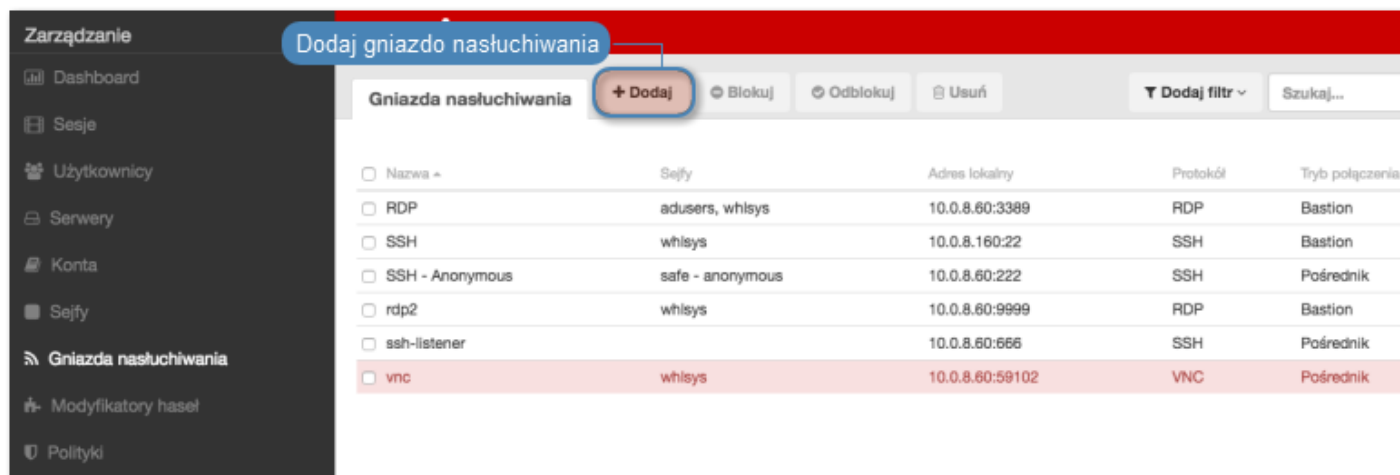 Zarządzanie
Dodaj gniazdo nasłuchiwania
Dashboard
Sesje
Użytkownicy
Serwery
Konta
Sejfy
Gniazda nasłuchiwania
Modyfikatory haseł
Polityki
Gniazda nasłuchiwania
+ Dodaj
Blokuj
Odblokuj
Usuń
Dodaj filtr
Szukaj...
Nazwa Sejfy Adres lokalny Protokół Tryb połączenia
RDP adusers, whlsys 10.0.8.60:3389 RDP Bastion
SSH whlsys 10.0.8.160:22 SSH Bastion
SSH - Anonymous safe - anonymous 10.0.8.60:222 SSH Pośrednik
rdp2 whlsys 10.0.8.60:9999 RDP Bastion
ssh-listener 10.0.8.60:666 SSH Pośrednik
vnc whlsys 10.0.8.60:59102 VNC Pośrednik